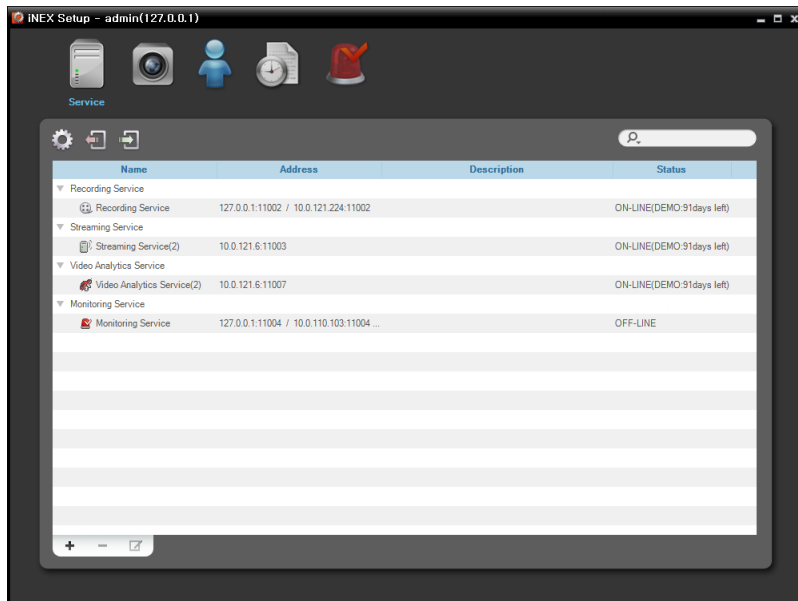 iNEX Setup - admin(127.0.0.1)
Service
Name Address Description Status
Recording Service
Recording Service 127.0.0.1:11002 / 10.0.121.224:11002 ON-LINE(DEMO:91days left)
Streaming Service
Streaming Service(2) 10.0.121.6:11003 ON-LINE(DEMO:91days left)
Video Analytics Service
Video Analytics Service(2) 10.0.121.6:11007 ON-LINE(DEMO:91days left)
Monitoring Service
Monitoring Service 127.0.0.1:11004 / 10.0.110.103:11004 ... OFF-LINE